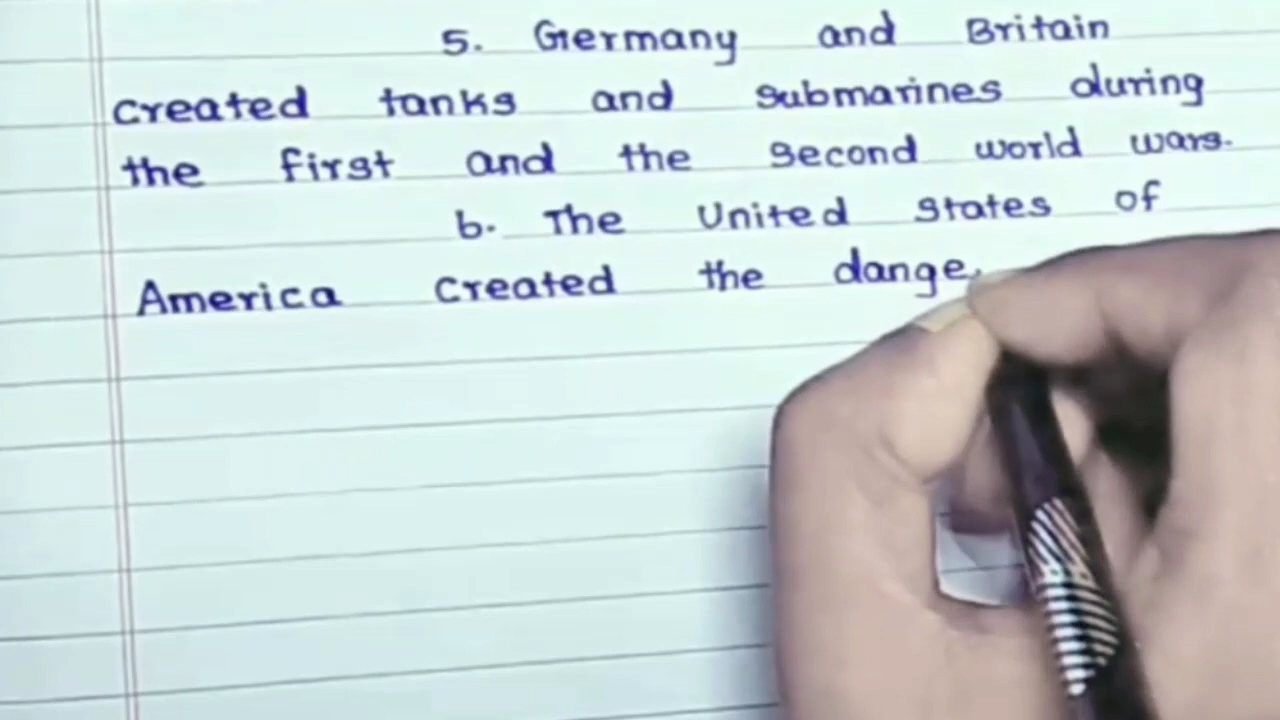 5. Germany and Britain
created tanks and submarines during
the first and the second world wars.
6. The United States of
America created the dange